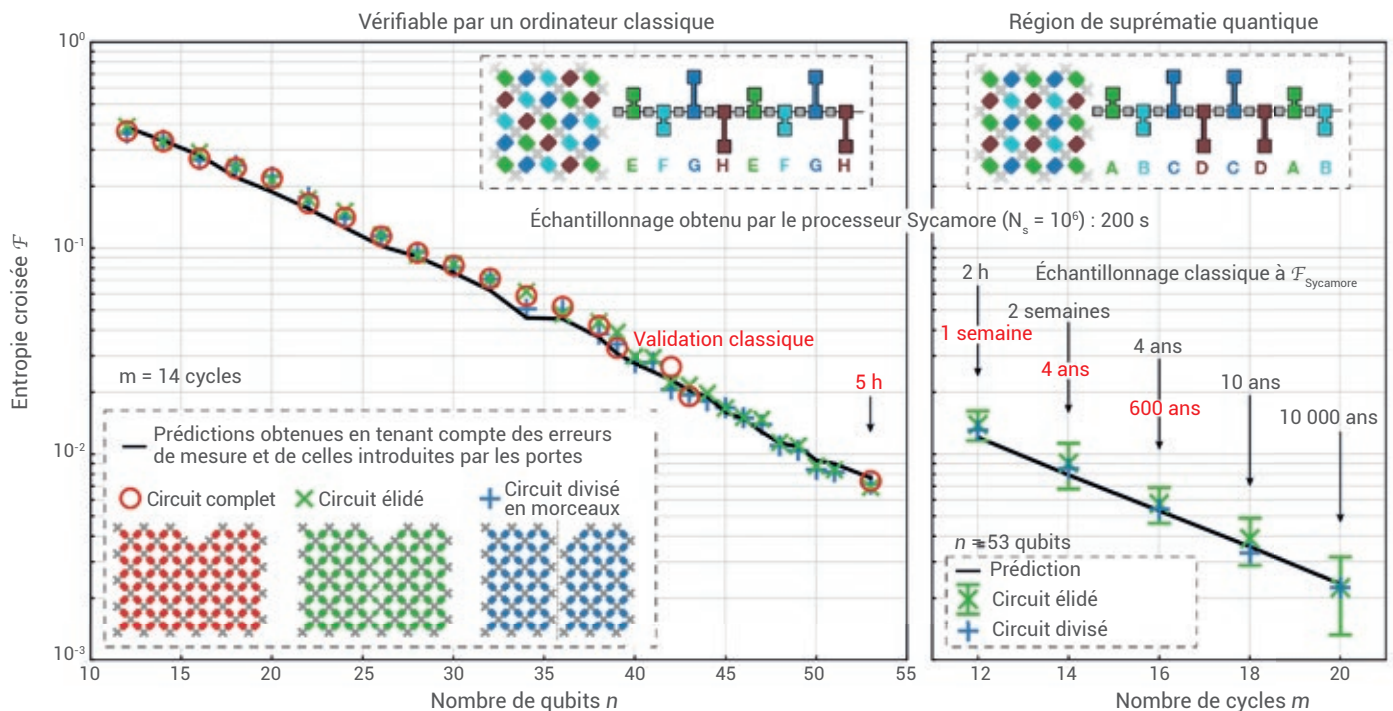 Vérifiable par un ordinateur classique
Région de suprématie quantique
Entropie croisée ℱ
10⁰
10⁻¹
10⁻²
10⁻³
E F G H E F G H
A B C D C D A B
Échantillonnage obtenu par le processeur Sycamore (Nₛ = 10⁶) : 200 s
2 h
Échantillonnage classique à ℱ Sycamore
1 semaine
2 semaines
4 ans
4 ans
600 ans
10 ans
10 000 ans
Validation classique
5 h
m = 14 cycles
Prédictions obtenues en tenant compte des erreurs
de mesure et de celles introduites par les portes
Circuit complet
Circuit élidé
Circuit divisé
en morceaux
n = 53 qubits
Prédiction
Circuit élidé
Circuit divisé
10 15 20 25 30 35 40 45 50 55
12 14 16 18 20
Nombre de qubits n
Nombre de cycles m